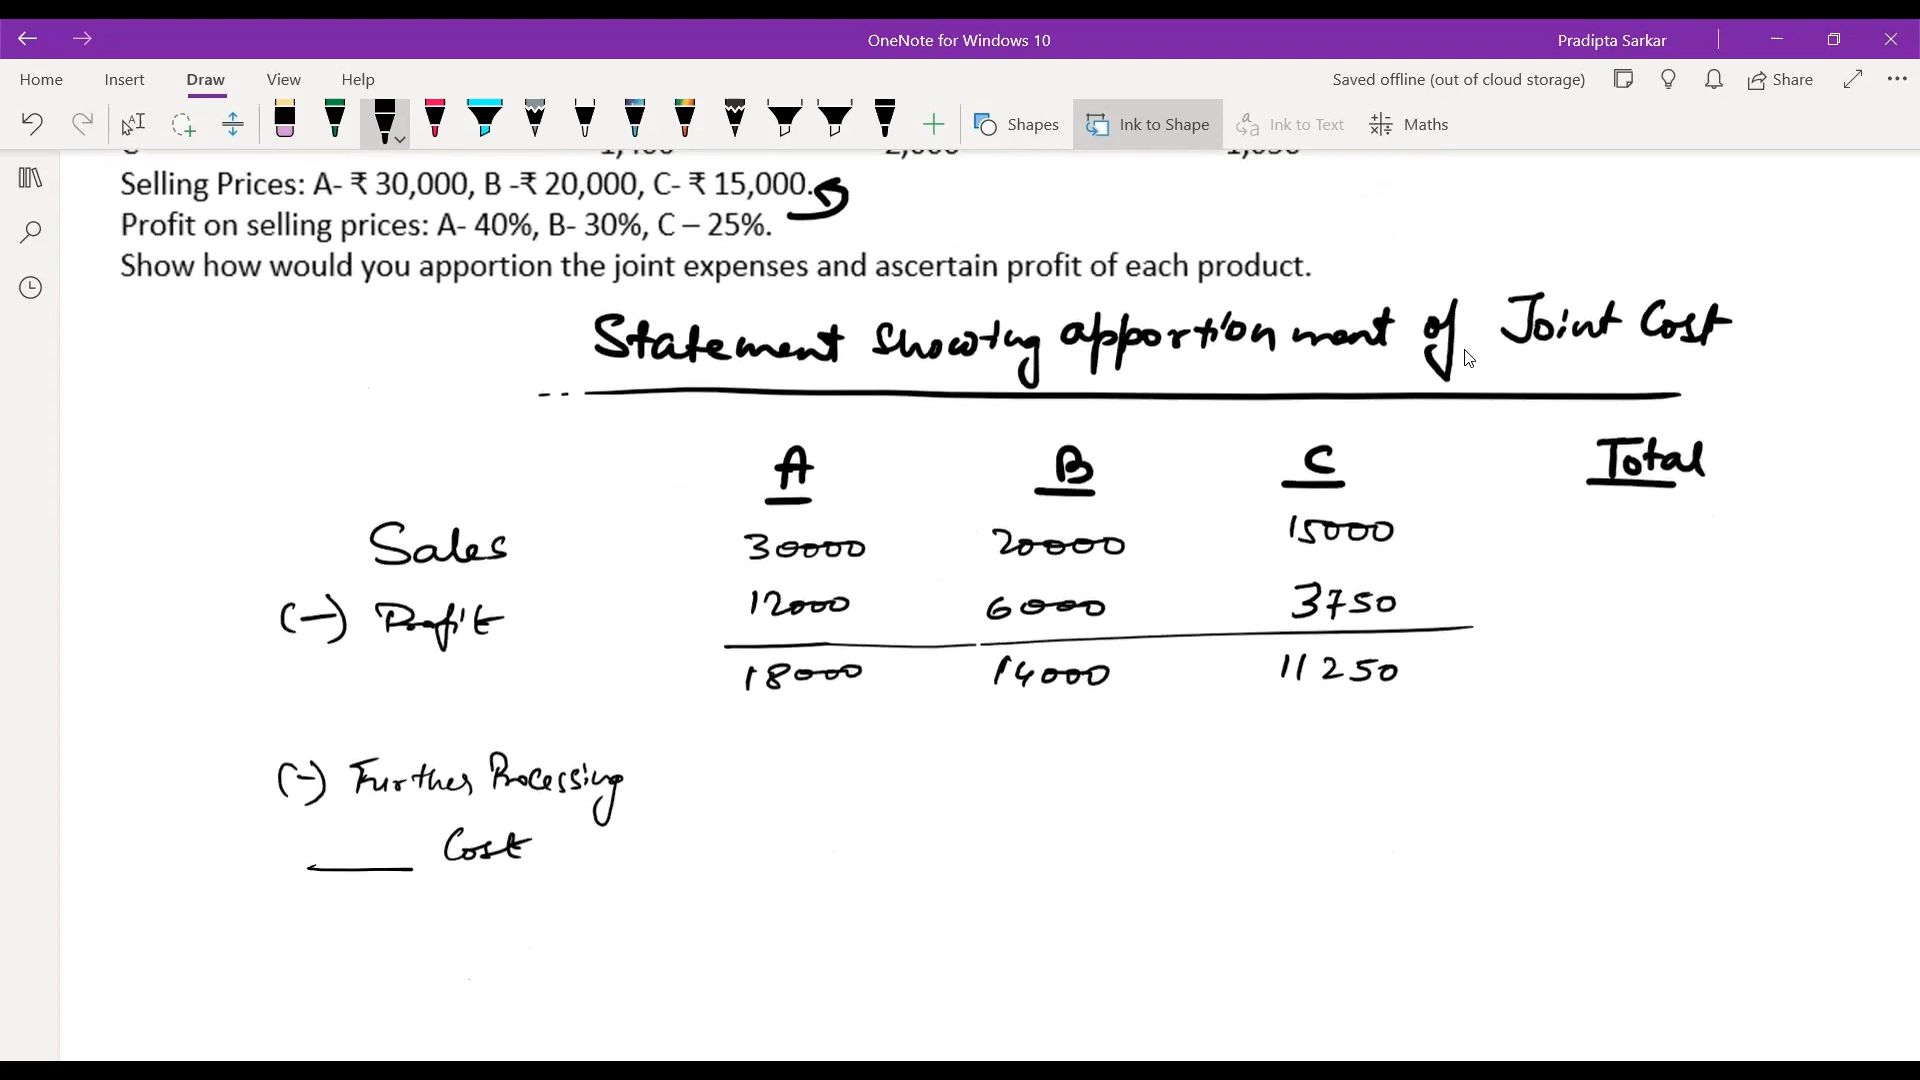 OneNote for Windows 10
Pradipta Sarkar
Home Insert Draw View Help
Saved offline (out of cloud storage)
Share
Shapes Ink to Shape Ink to Text Maths
Selling Prices: A- ₹ 30,000, B -₹ 20,000, C- ₹ 15,000.
Profit on selling prices: A- 40%, B- 30%, C – 25%.
Show how would you apportion the joint expenses and ascertain profit of each product.
Statement showing apportionment of Joint Cost
A B C Total
Sales 30000 20000 15000
(-) Profit 12000 6000 3750
18000 14000 11250
(-) Further Processing
Cost